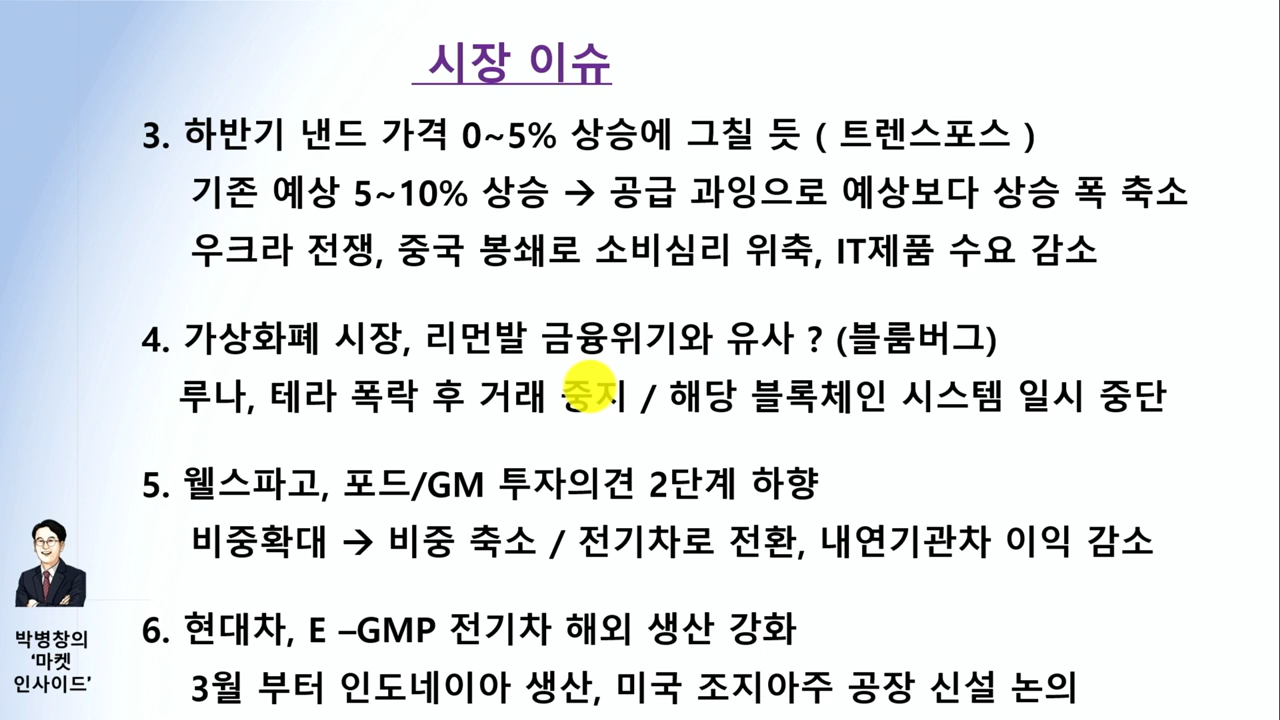 시장 이슈
3. 하반기 낸드 가격 0~5% 상승에 그칠 듯 ( 트렌스포스 )
기존 예상 5~10% 상승 → 공급 과잉으로 예상보다 상승 폭 축소
우크라 전쟁, 중국 봉쇄로 소비심리 위축, IT제품 수요 감소
4. 가상화폐 시장, 리먼발 금융위기와 유사 ? (블룸버그)
루나, 테라 폭락 후 거래 중지 / 해당 블록체인 시스템 일시 중단
5. 웰스파고, 포드/GM 투자의견 2단계 하향
비중확대 → 비중 축소 / 전기차로 전환, 내연기관차 이익 감소
6. 현대차, E –GMP 전기차 해외 생산 강화
3월 부터 인도네이아 생산, 미국 조지아주 공장 신설 논의
박병창의
‘마켓
인사이드’